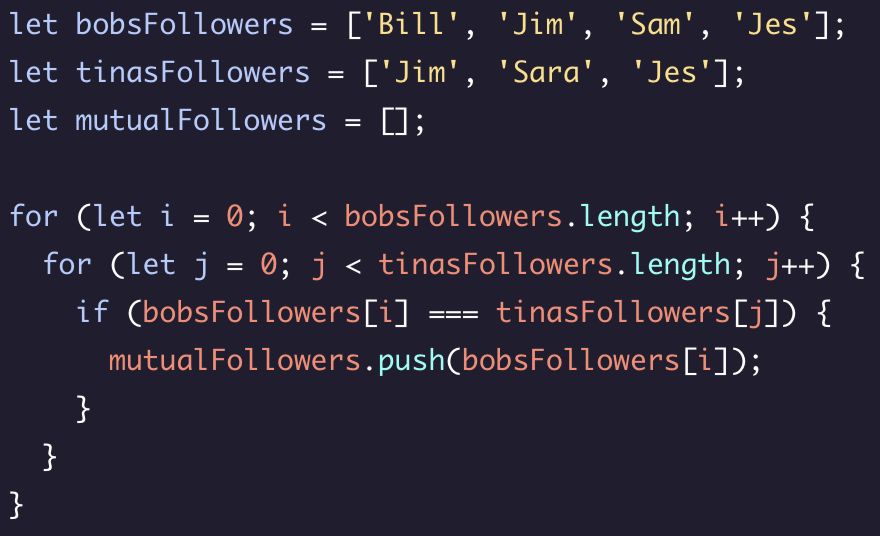 let bobsFollowers = ['Bill', 'Jim', 'Sam', 'Jes'];
let tinasFollowers = ['Jim', 'Sara', 'Jes'];
let mutualFollowers = [];

for (let i = 0; i < bobsFollowers.length; i++) {
  for (let j = 0; j < tinasFollowers.length; j++) {
    if (bobsFollowers[i] === tinasFollowers[j]) {
      mutualFollowers.push(bobsFollowers[i]);
    }
  }
}